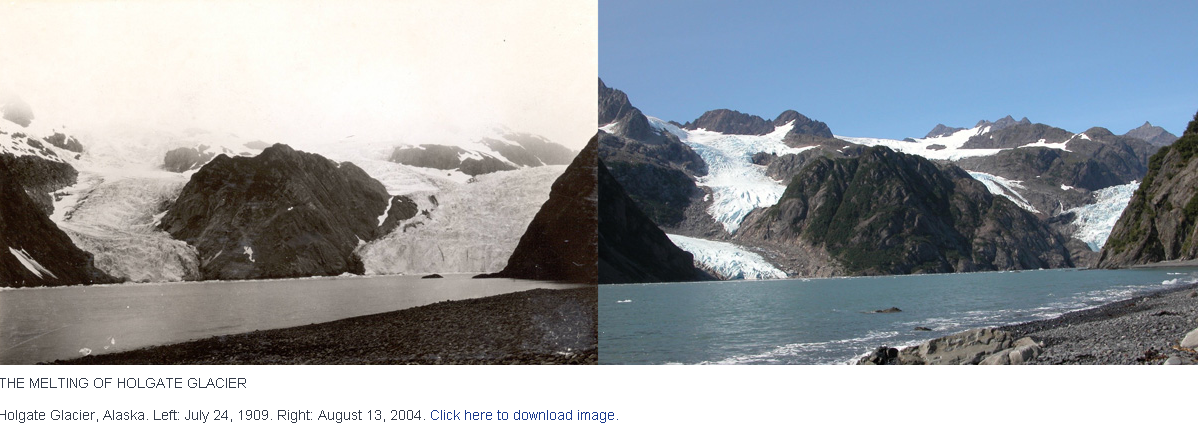 THE MELTING OF HOLGATE GLACIER
Holgate Glacier, Alaska. Left: July 24, 1909. Right: August 13, 2004. Click here to download image.